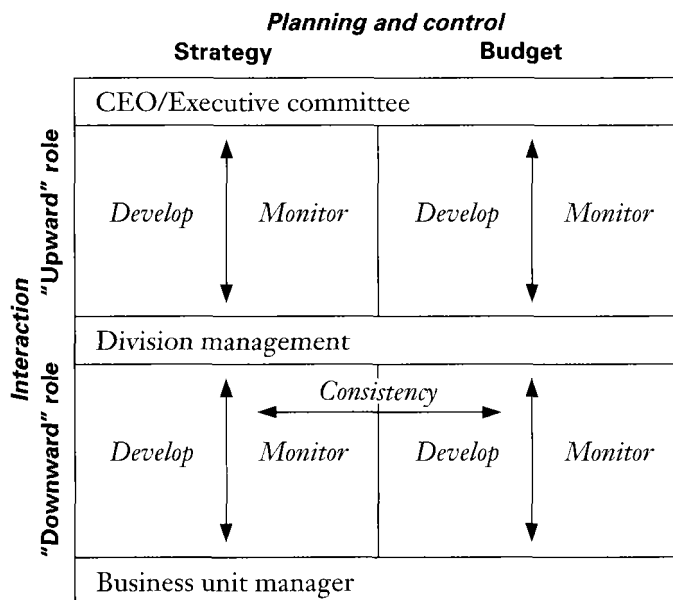 Planning and control
Strategy Budget
CEO/Executive committee
Interaction
"Upward" role
Develop Monitor Develop Monitor
Division management
"Downward" role
Consistency
Develop Monitor Develop Monitor
Business unit manager